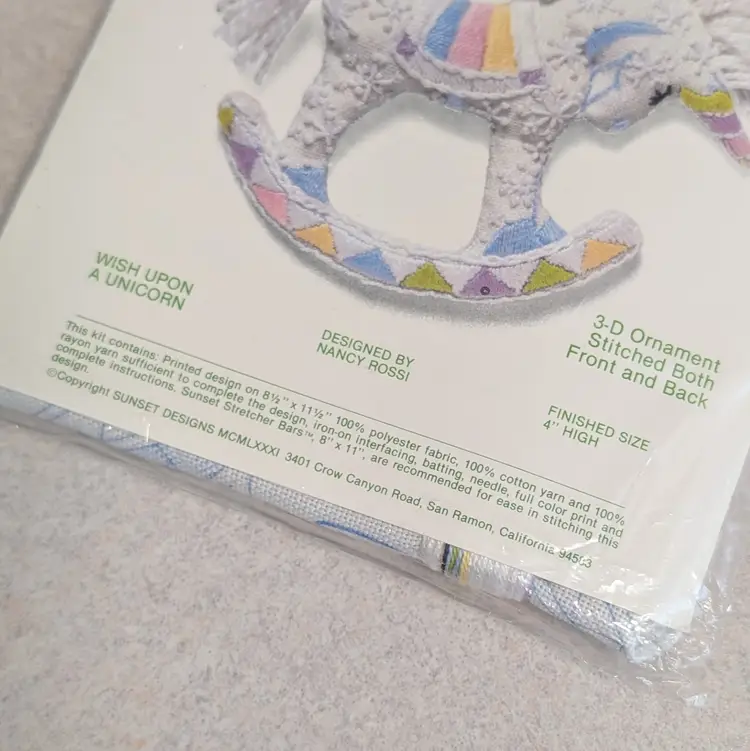 WISH UPON
A UNICORN
DESIGNED BY
NANCY ROSSI
3-D Ornament
Stitched Both
Front and Back
FINISHED SIZE
4" HIGH
This kit contains: Printed design on 8½" x 11½" 100% polyester fabric, 100% cotton yarn and 100%
rayon yarn sufficient to complete the design, iron-on interfacing, batting, needle, full color print and
complete instructions. Sunset Stretcher Bars™, 8" x 11", are recommended for ease in stitching this
design.
©Copyright SUNSET DESIGNS MCMLXXXI 3401 Crow Canyon Road, San Ramon, California 94583